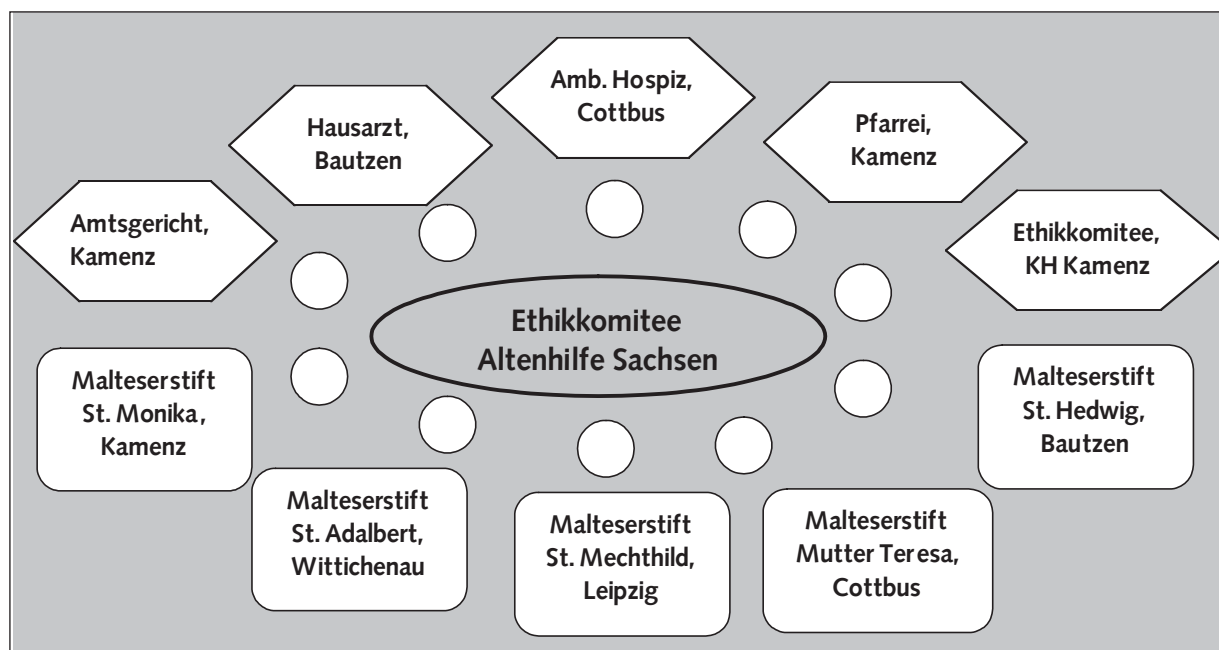 Amb. Hospiz,
Cottbus
Hausarzt,
Bautzen
Pfarrei,
Kamenz
Amtsgericht,
Kamenz
Ethikkomitee,
KH Kamenz
Ethikkomitee
Altenhilfe Sachsen
Malteserstift
St. Monika,
Kamenz
Malteserstift
St. Hedwig,
Bautzen
Malteserstift
St. Adalbert,
Wittichenau
Malteserstift
St. Mechthild,
Leipzig
Malteserstift
Mutter Teresa,
Cottbus